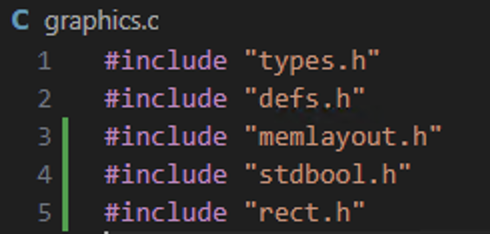 C graphics.c
1 #include "types.h"
2 #include "defs.h"
3 #include "memlayout.h"
4 #include "stdbool.h"
5 #include "rect.h"